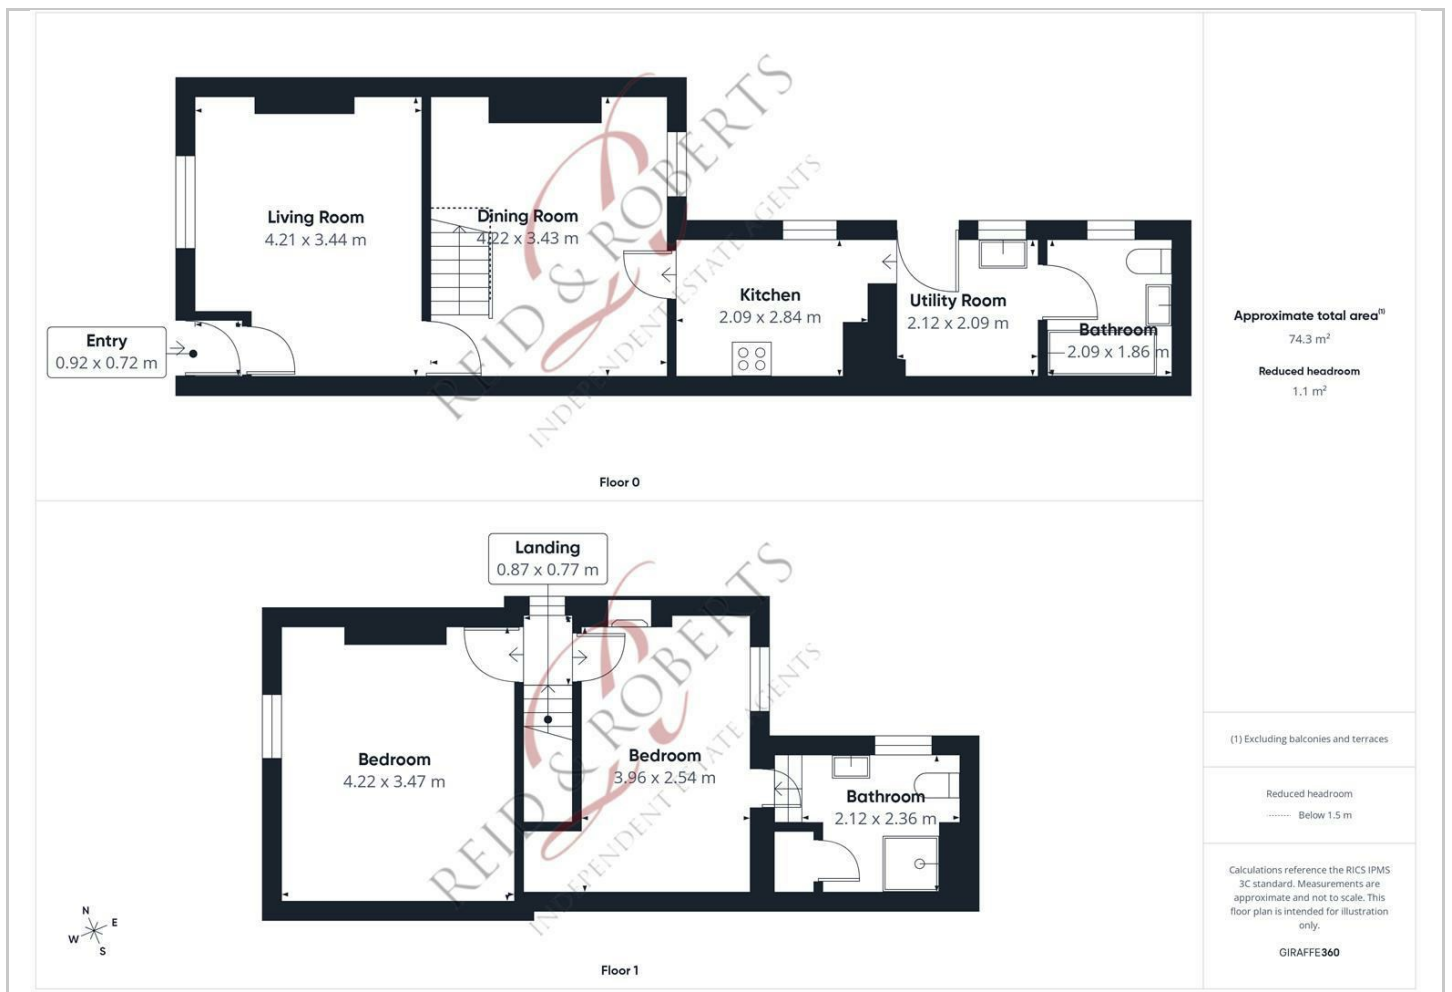 Living Room
4.21 x 3.44 m
Dining Room
4.22 x 3.43 m
Kitchen
2.09 x 2.84 m
Utility Room
2.12 x 2.09 m
Bathroom
2.09 x 1.86 m
Entry
0.92 x 0.72 m
REID & ROBERTS
INDEPENDENT ESTATE AGENTS
Floor 0
Landing
0.87 x 0.77 m
Bedroom
4.22 x 3.47 m
Bedroom
3.96 x 2.54 m
Bathroom
2.12 x 2.36 m
REID & ROBERTS
INDEPENDENT ESTATE AGENTS
N
E
W
S
Floor 1
Approximate total area(1)
74.3 m²
Reduced headroom
1.1 m²
(1) Excluding balconies and terraces
Reduced headroom
Below 1.5 m
Calculations reference the RICS IPMS
3C standard. Measurements are
approximate and not to scale. This
floor plan is intended for illustration
only.
GIRAFFE360